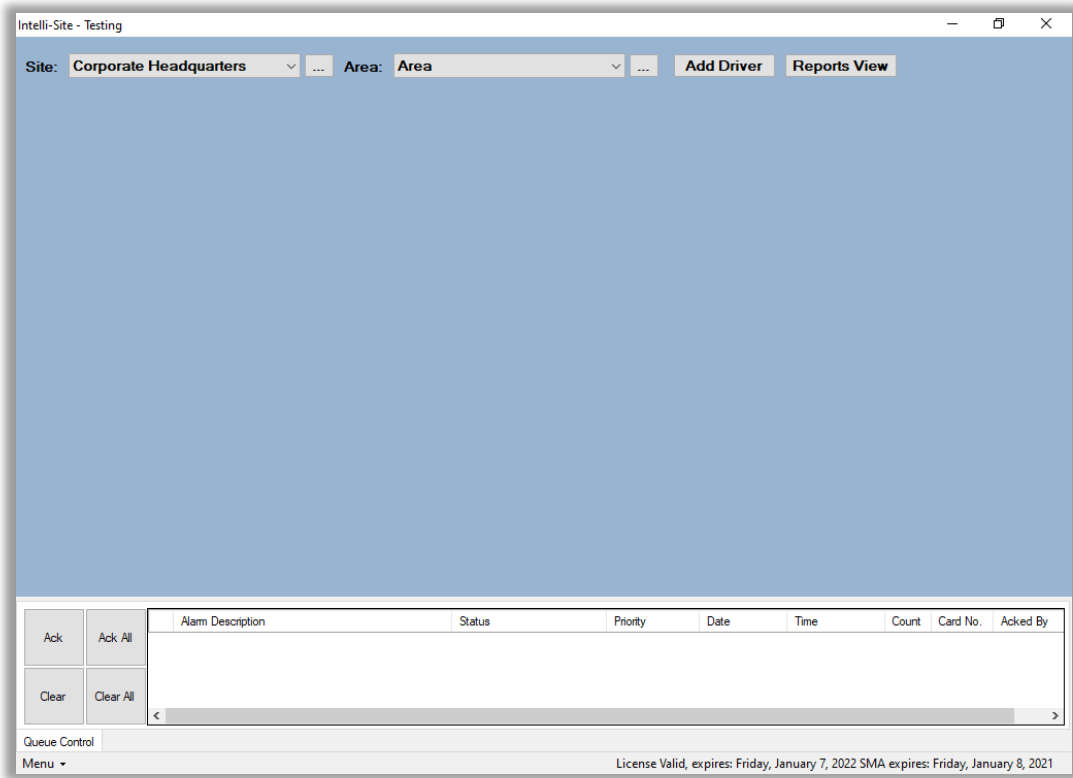 Intelli-Site - Testing
Site: Corporate Headquarters ... Area: Area ... Add Driver Reports View
Alarm Description Status Priority Date Time Count Card No. Acked By
Ack Ack All
Clear Clear All
Queue Control
Menu License Valid, expires: Friday, January 7, 2022 SMA expires: Friday, January 8, 2021